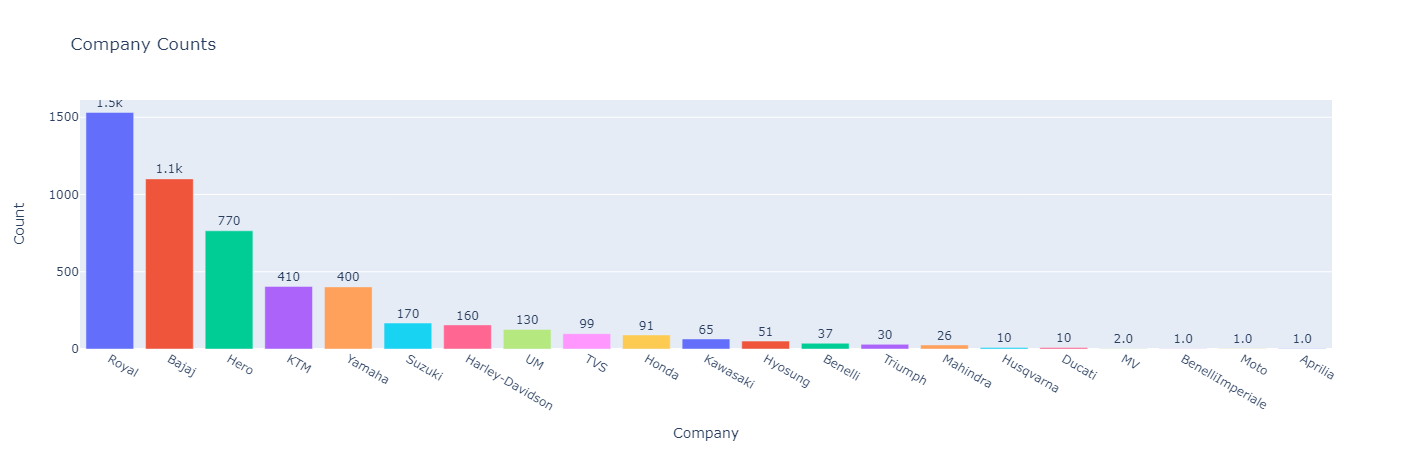 Company Counts
Count
1500
1000
500
0
1.5k
1.1k
770
410
400
170
160
130
99
91
65
51
37
30
26
10
10
2.0
1.0
1.0
1.0
Royal
Bajaj
Hero
KTM
Yamaha
Suzuki
Harley-Davidson
UM
TVS
Honda
Kawasaki
Hyosung
Benelli
Triumph
Mahindra
Husqvarna
Ducati
MV
BenelliImperiale
Moto
Aprilia
Company